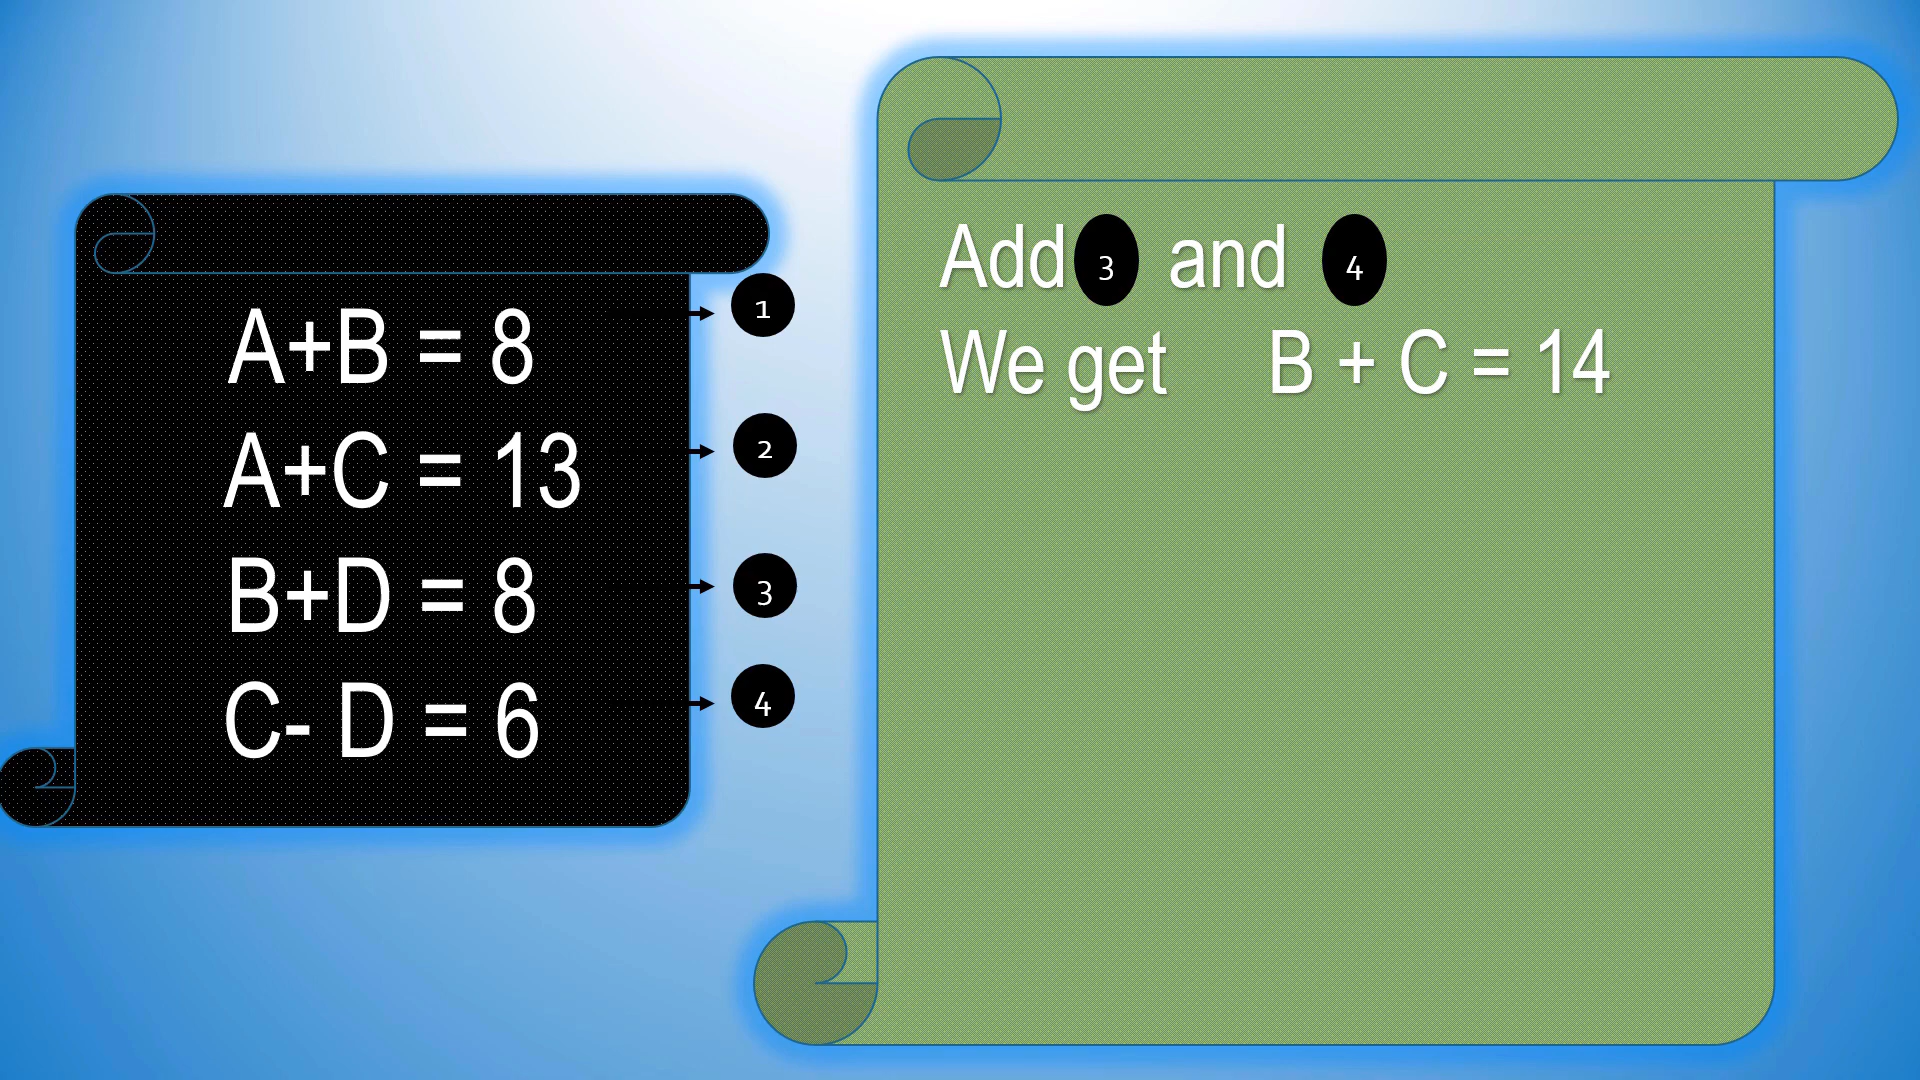 A+B = 8
1
A+C = 13
2
B+D = 8
3
C- D = 6
4
Add 3 and 4
We get B + C = 14